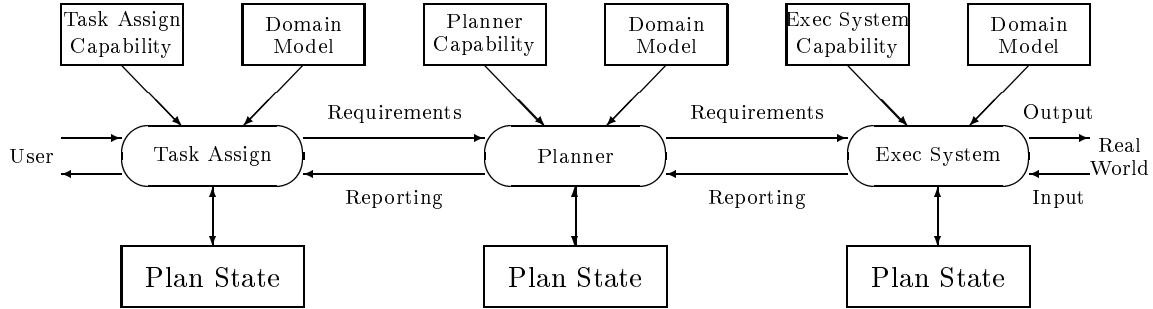 Task Assign
Capability
Domain
Model
Planner
Capability
Domain
Model
Exec System
Capability
Domain
Model
Requirements
Requirements
Output
User
Task Assign
Planner
Exec System
Real
World
Reporting
Reporting
Input
Plan State
Plan State
Plan State